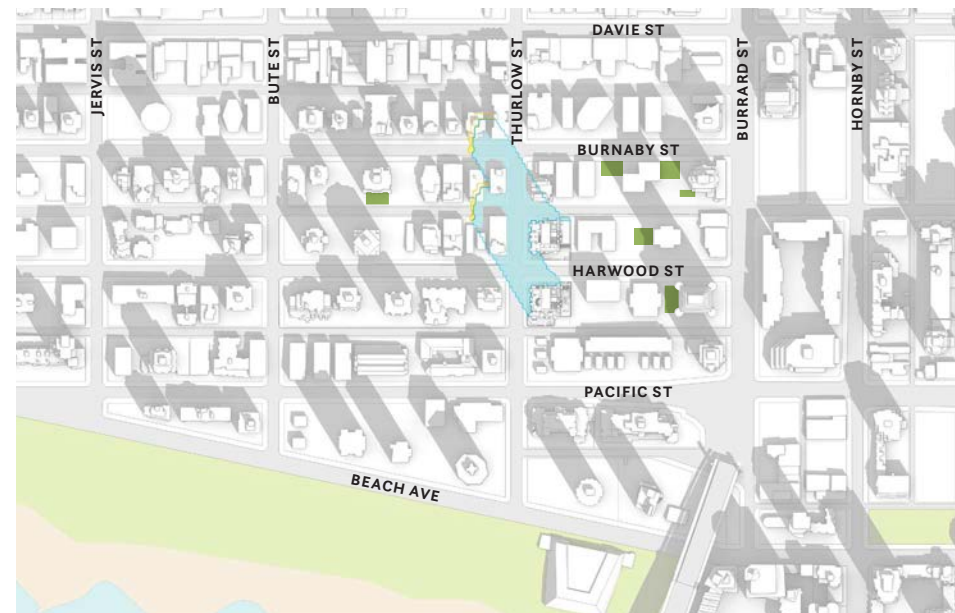 DAVIE ST
JERVIS ST
BUTE ST
THURLOW ST
BURRARD ST
HORNBY ST
BURNABY ST
HARWOOD ST
PACIFIC ST
BEACH AVE